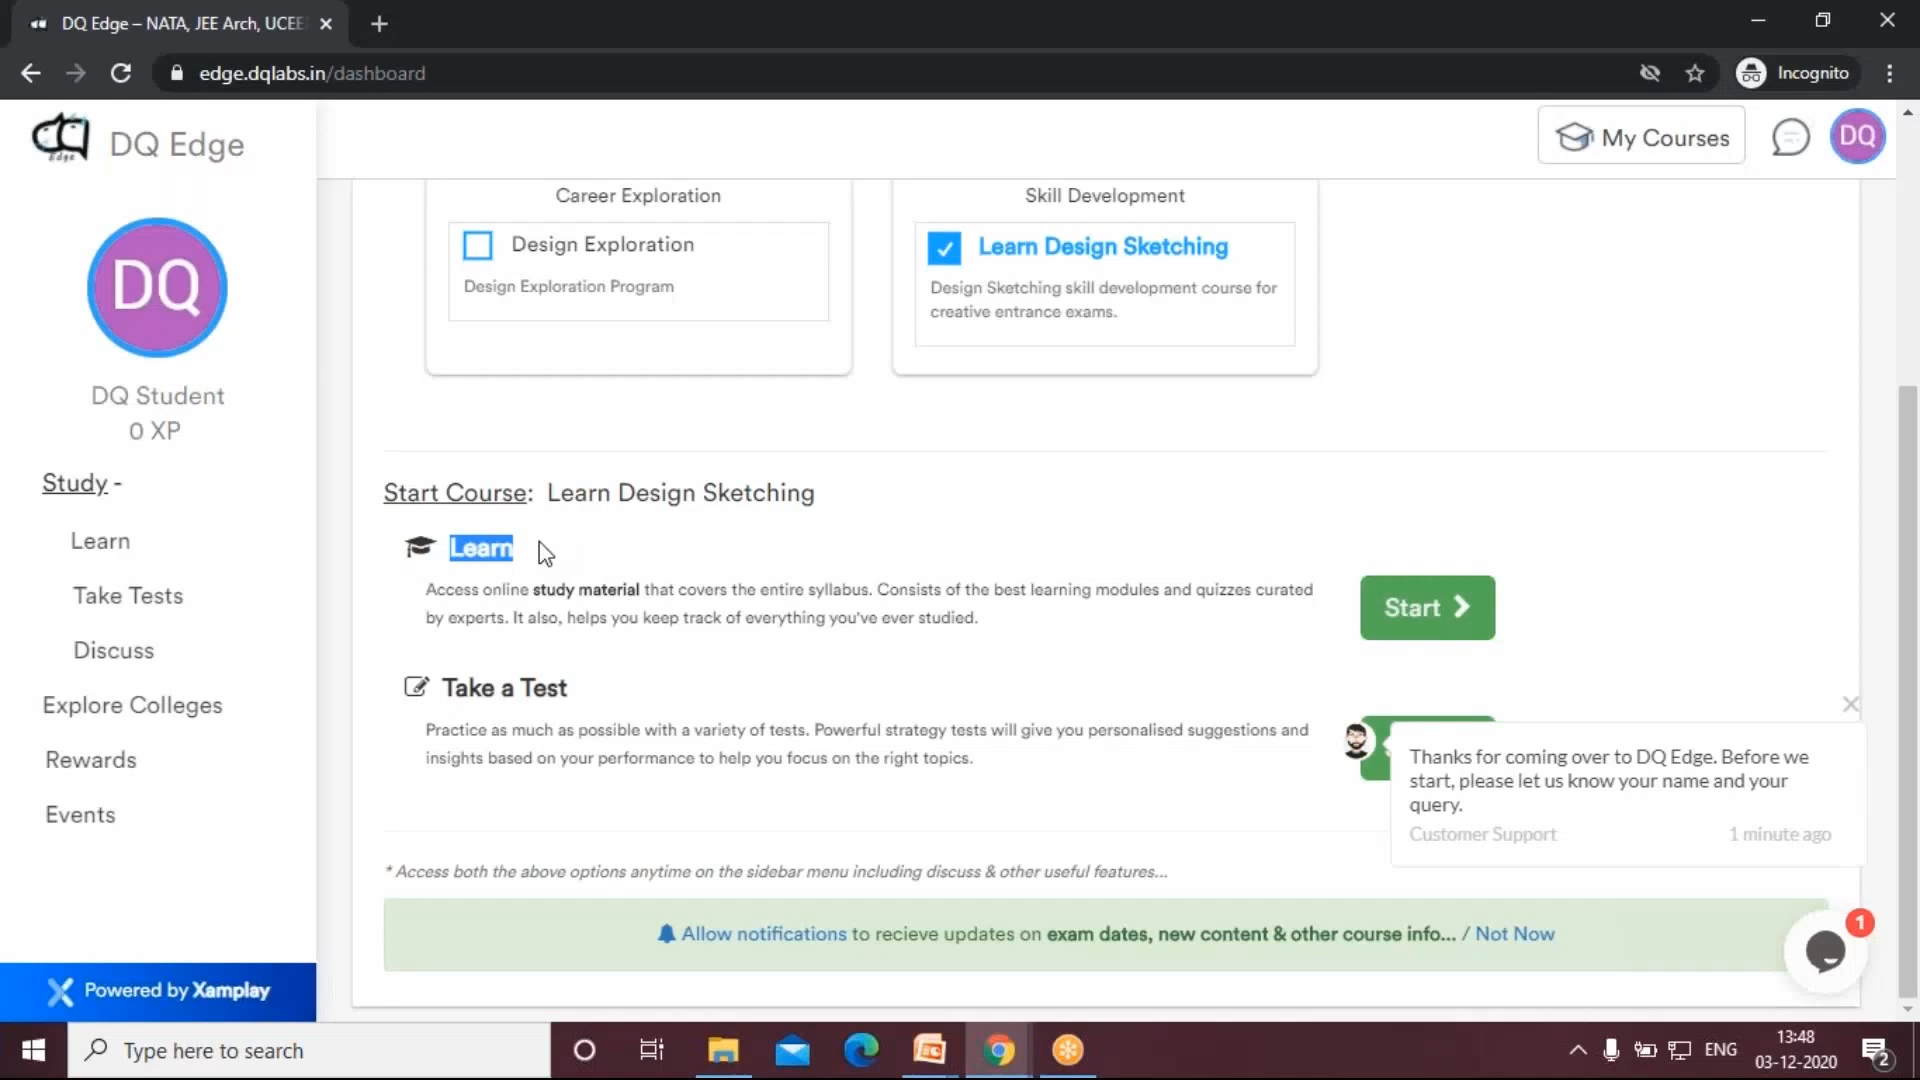 DQ Edge – NATA, JEE Arch, UCEE
edge.dqlabs.in/dashboard
Incognito
Edge
DQ Edge
My Courses
DQ
DQ
DQ Student
0 XP
Study -
Learn
Take Tests
Discuss
Explore Colleges
Rewards
Events
Powered by Xamplay
Career Exploration
Design Exploration
Design Exploration Program
Skill Development
Learn Design Sketching
Design Sketching skill development course for
creative entrance exams.
Start Course: Learn Design Sketching
Learn
Access online study material that covers the entire syllabus. Consists of the best learning modules and quizzes curated
by experts. It also, helps you keep track of everything you've ever studied.
Start
Take a Test
Practice as much as possible with a variety of tests. Powerful strategy tests will give you personalised suggestions and
insights based on your performance to help you focus on the right topics.
Thanks for coming over to DQ Edge. Before we
start, please let us know your name and your
query.
Customer Support 1 minute ago
* Access both the above options anytime on the sidebar menu including discuss & other useful features...
Allow notifications to recieve updates on exam dates, new content & other course info... / Not Now
1
Type here to search
ENG
13:48
03-12-2020
2